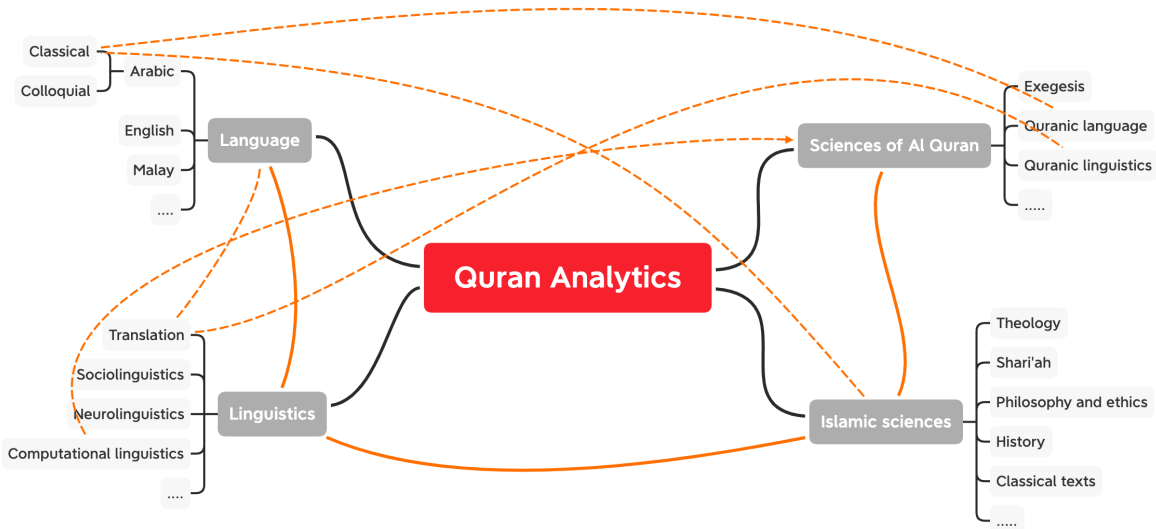 Classical
Colloquial
Arabic
English
Malay
....
Language
Exegesis
Quranic language
Quranic linguistics
.....
Sciences of Al Quran
Quran Analytics
Translation
Sociolinguistics
Neurolinguistics
Computational linguistics
....
Linguistics
Islamic sciences
Theology
Shari'ah
Philosophy and ethics
History
Classical texts
.....